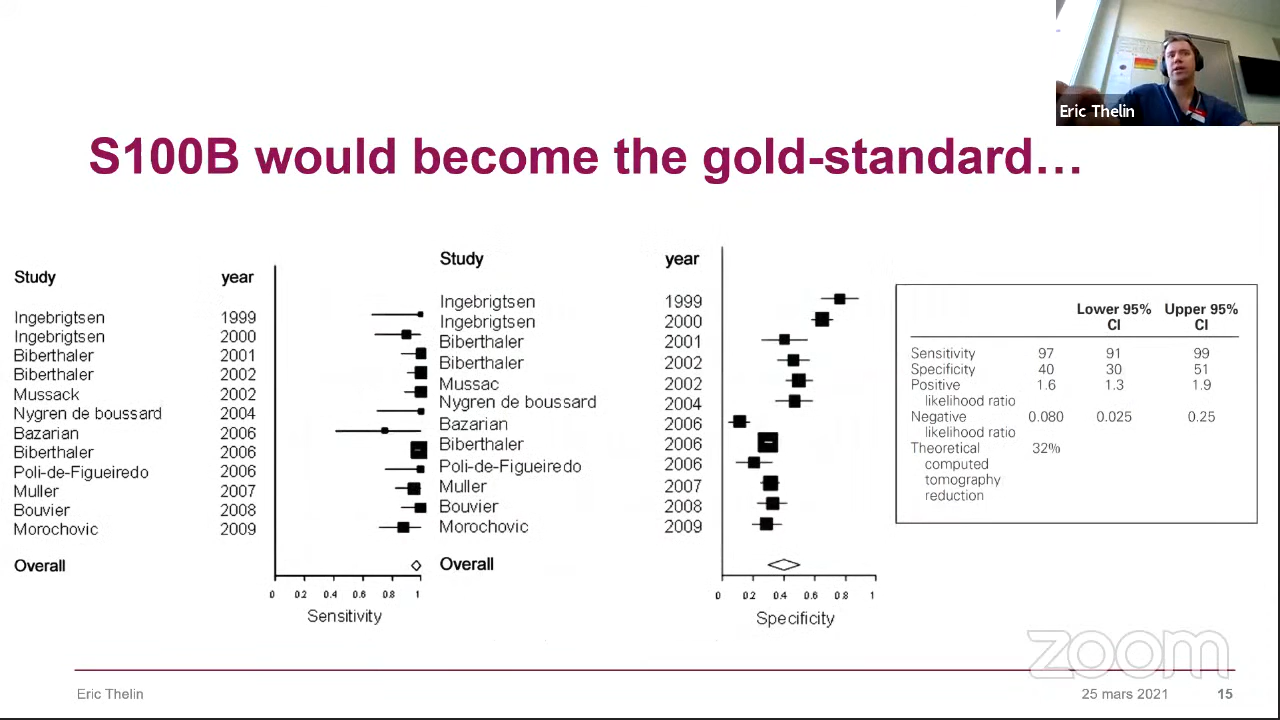 Eric Thelin
S100B would become the gold-standard…
Study year
Ingebrigtsen 1999
Ingebrigtsen 2000
Biberthaler 2001
Biberthaler 2002
Mussack 2002
Nygren de boussard 2004
Bazarian 2006
Biberthaler 2006
Poli-de-Figueiredo 2006
Muller 2007
Bouvier 2008
Morochovic 2009
Overall
0 0.2 0.4 0.6 0.8 1
Sensitivity
Study year
Ingebrigtsen 1999
Ingebrigtsen 2000
Biberthaler 2001
Biberthaler 2002
Mussac 2002
Nygren de boussard 2004
Bazarian 2006
Biberthaler 2006
Poli-de-Figueiredo 2006
Muller 2007
Bouvier 2008
Morochovic 2009
Overall
0 0.2 0.4 0.6 0.8 1
Specificity
Lower 95% Upper 95%
CI CI
Sensitivity 97 91 99
Specificity 40 30 51
Positive 1.6 1.3 1.9
likelihood ratio
Negative 0.080 0.025 0.25
likelihood ratio
Theoretical 32%
computed
tomography
reduction
zoom
Eric Thelin 25 mars 2021 15